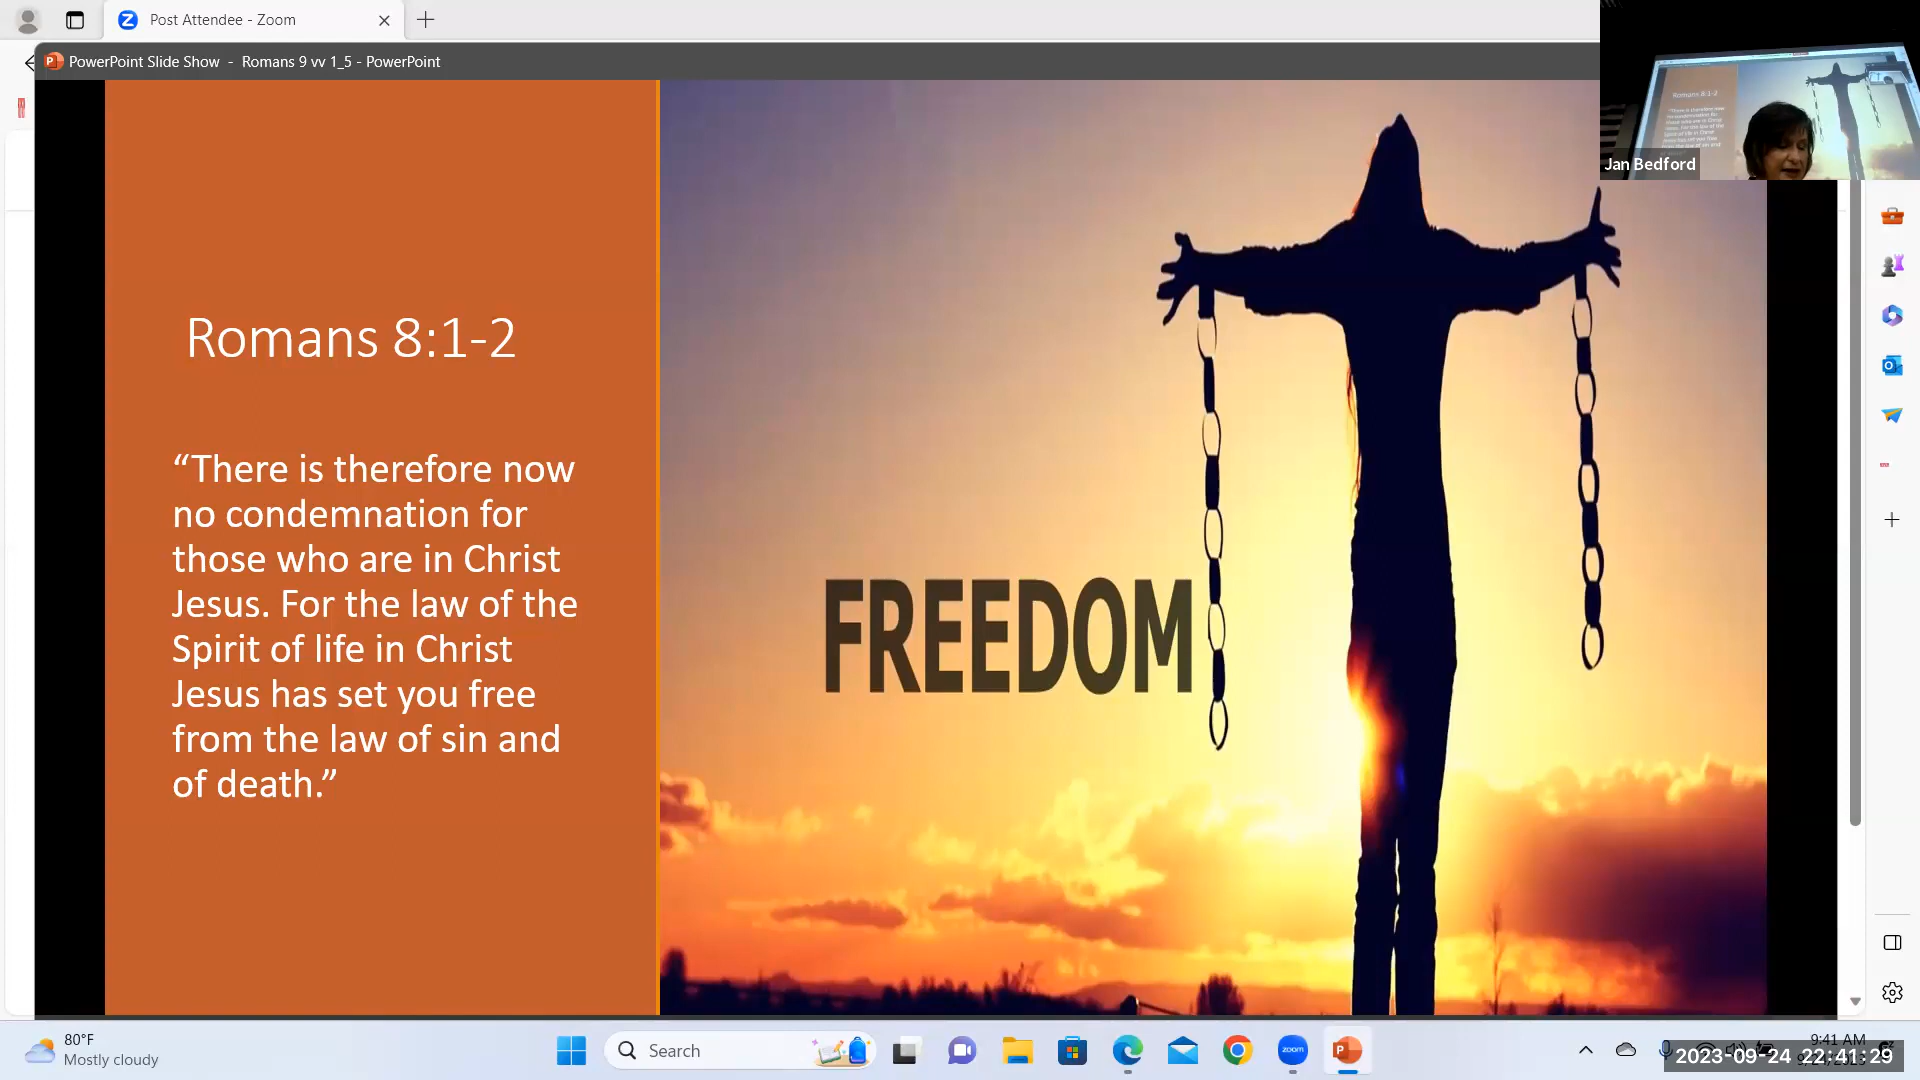 Post Attendee - Zoom
PowerPoint Slide Show - Romans 9 vv 1_5 - PowerPoint
Jan Bedford
Romans 8:1-2
“There is therefore now
no condemnation for
those who are in Christ
Jesus. For the law of the
Spirit of life in Christ
Jesus has set you free
from the law of sin and
of death.”
FREEDOM
80°F
Mostly cloudy
Search
zoom
9:41 AM
2023-09-24 22:41:29